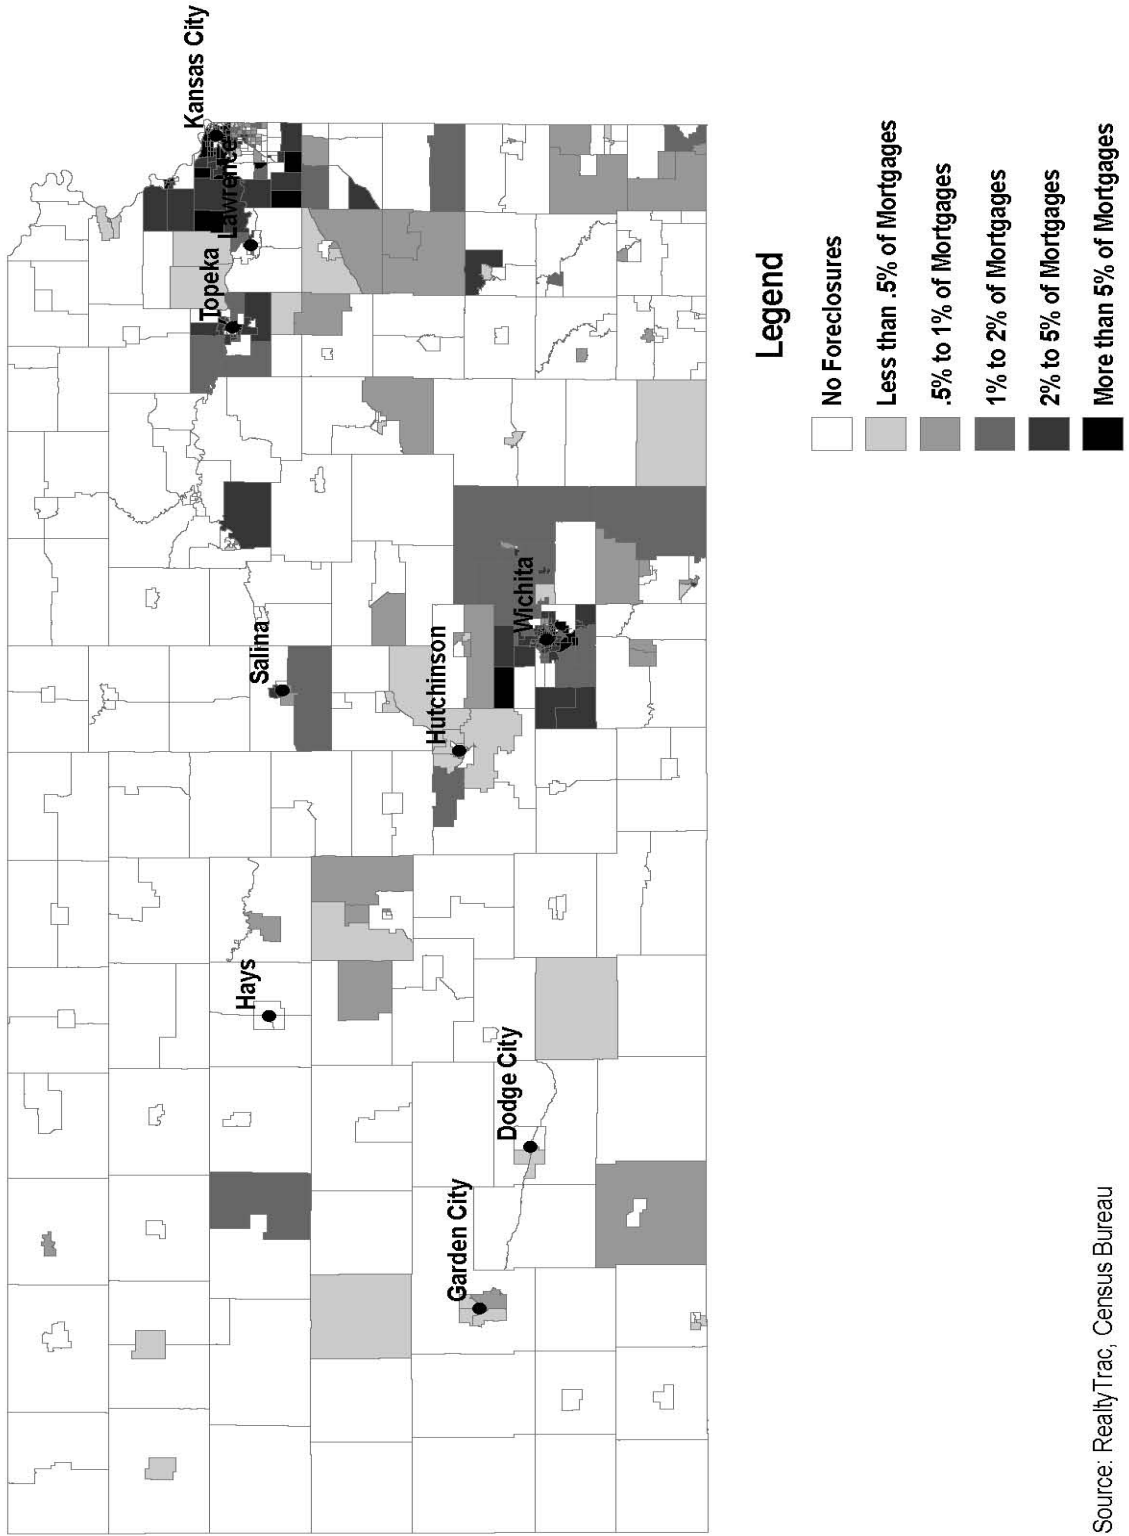 Kansas City
Lawrence
Topeka
Salina
Hutchinson
Wichita
Hays
Dodge City
Garden City
Legend
No Foreclosures
Less than .5% of Mortgages
.5% to 1% of Mortgages
1% to 2% of Mortgages
2% to 5% of Mortgages
More than 5% of Mortgages
Source: RealtyTrac, Census Bureau